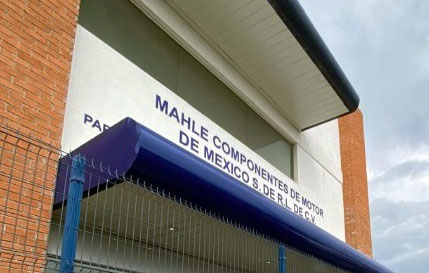 MAHLE COMPONENTES DE MOTOR
DE MEXICO S. DE R.L. DE C.V.